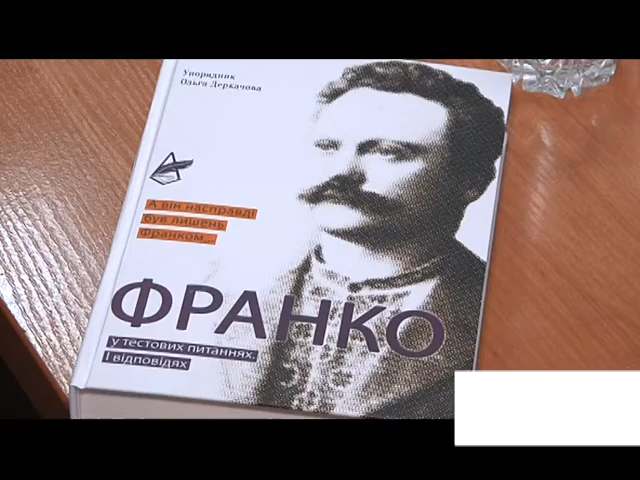 Упорядник
Ольга Деркачова
А він насправді
був лишень
Франком...
ФРАНКО
у тестових питаннях.
і відповідях